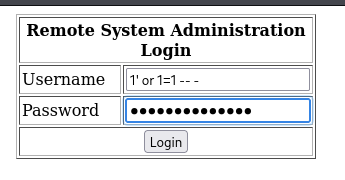 Remote System Administration
Login
Username
1' or 1=1 -- -
Password
●●●●●●●●●●●●●●
Login